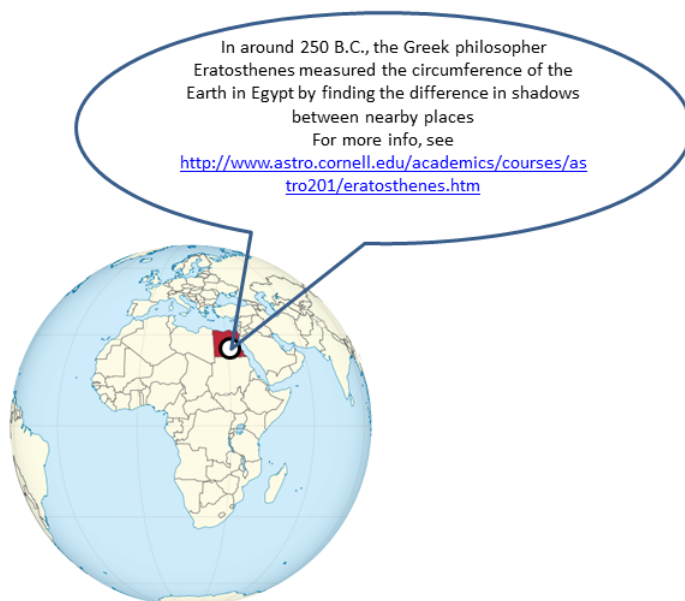 In around 250 B.C., the Greek philosopher
Eratosthenes measured the circumference of the
Earth in Egypt by finding the difference in shadows
between nearby places
For more info, see
http://www.astro.cornell.edu/academics/courses/as
tro201/eratosthenes.htm